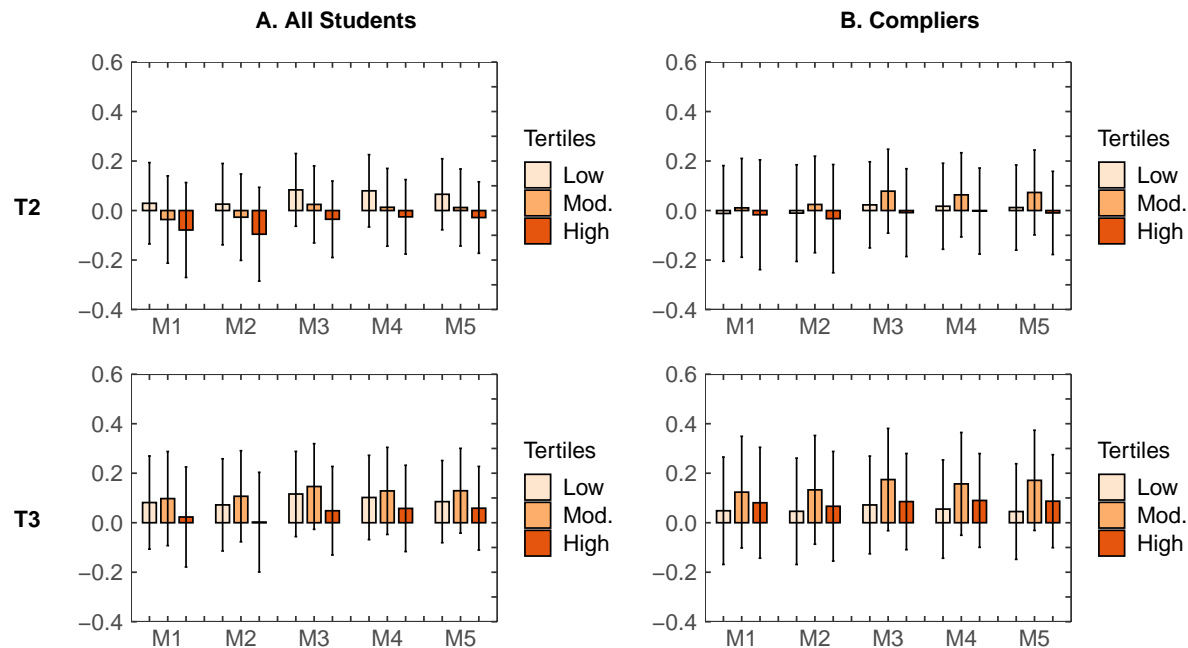 A. All Students
B. Compliers
T2
0.6
0.4
0.2
0.0
−0.2
−0.4
M1 M2 M3 M4 M5
Tertiles
Low
Mod.
High
0.6
0.4
0.2
0.0
−0.2
−0.4
M1 M2 M3 M4 M5
Tertiles
Low
Mod.
High
T3
0.6
0.4
0.2
0.0
−0.2
−0.4
M1 M2 M3 M4 M5
Tertiles
Low
Mod.
High
0.6
0.4
0.2
0.0
−0.2
−0.4
M1 M2 M3 M4 M5
Tertiles
Low
Mod.
High